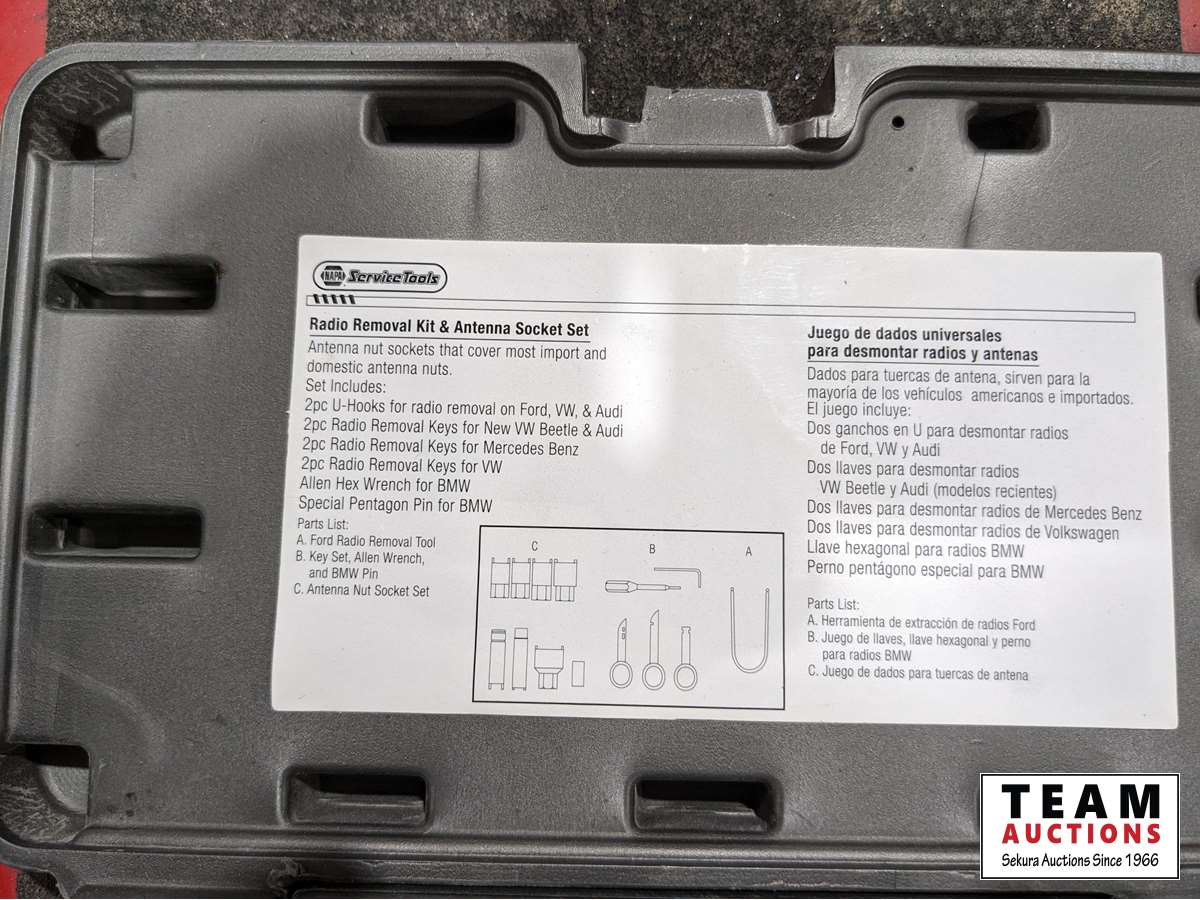 NAPA ServiceTools
Radio Removal Kit & Antenna Socket Set
Antenna nut sockets that cover most import and
domestic antenna nuts.
Set Includes:
2pc U-Hooks for radio removal on Ford, VW, & Audi
2pc Radio Removal Keys for New VW Beetle & Audi
2pc Radio Removal Keys for Mercedes Benz
2pc Radio Removal Keys for VW
Allen Hex Wrench for BMW
Special Pentagon Pin for BMW
Parts List:
A. Ford Radio Removal Tool
B. Key Set, Allen Wrench,
and BMW Pin
C. Antenna Nut Socket Set
C
B
A
Juego de dados universales
para desmontar radios y antenas
Dados para tuercas de antena, sirven para la
mayoría de los vehículos americanos e importados.
El juego incluye:
Dos ganchos en U para desmontar radios
de Ford, VW y Audi
Dos llaves para desmontar radios
VW Beetle y Audi (modelos recientes)
Dos llaves para desmontar radios de Mercedes Benz
Dos llaves para desmontar radios de Volkswagen
Llave hexagonal para radios BMW
Perno pentágono especial para BMW
Parts List:
A. Herramienta de extracción de radios Ford
B. Juego de llaves, llave hexagonal y perno
para radios BMW
C. Juego de dados para tuercas de antena
TEAM
AUCTIONS
Sekura Auctions Since 1966